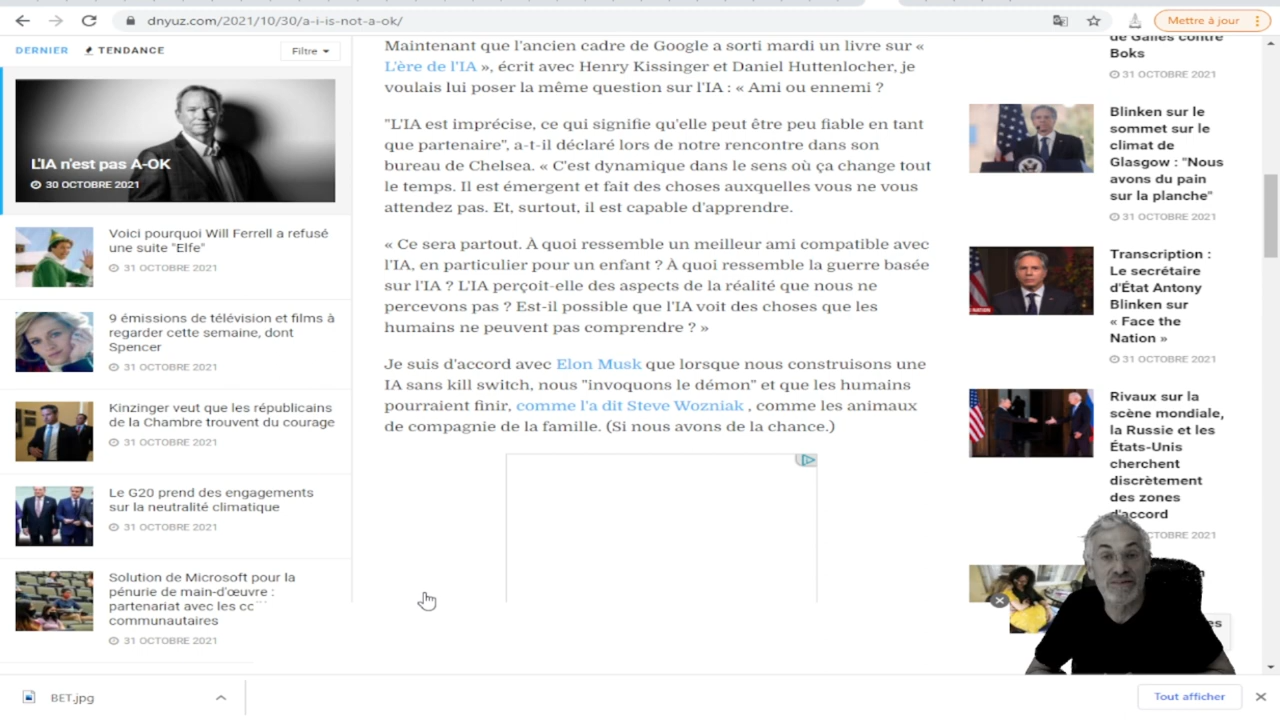 dnyuz.com/2021/10/30/a-i-is-not-a-ok/
Mettre à jour
DERNIER
TENDANCE
Filtre
L'IA n'est pas A-OK
30 OCTOBRE 2021
Voici pourquoi Will Ferrell a refusé
une suite "Elfe"
31 OCTOBRE 2021
9 émissions de télévision et films à
regarder cette semaine, dont
Spencer
31 OCTOBRE 2021
Kinzinger veut que les républicains
de la Chambre trouvent du courage
31 OCTOBRE 2021
Le G20 prend des engagements
sur la neutralité climatique
31 OCTOBRE 2021
Solution de Microsoft pour la
pénurie de main-d'œuvre :
partenariat avec les
communautaires
31 OCTOBRE 2021
Maintenant que l'ancien cadre de Google a sorti mardi un livre sur «
L'ère de l'IA », écrit avec Henry Kissinger et Daniel Huttenlocher, je
voulais lui poser la même question sur l'IA : « Ami ou ennemi ?
"L'IA est imprécise, ce qui signifie qu'elle peut être peu fiable en tant
que partenaire", a-t-il déclaré lors de notre rencontre dans son
bureau de Chelsea. « C'est dynamique dans le sens où ça change tout
le temps. Il est émergent et fait des choses auxquelles vous ne vous
attendez pas. Et, surtout, il est capable d'apprendre.
« Ce sera partout. À quoi ressemble un meilleur ami compatible avec
l'IA, en particulier pour un enfant ? À quoi ressemble la guerre basée
sur l'IA ? L'IA perçoit-elle des aspects de la réalité que nous ne
percevons pas ? Est-il possible que l'IA voit des choses que les
humains ne peuvent pas comprendre ? »
Je suis d'accord avec Elon Musk que lorsque nous construisons une
IA sans kill switch, nous "invoquons le démon" et que les humains
pourraient finir, comme l'a dit Steve Wozniak , comme les animaux
de compagnie de la famille. (Si nous avons de la chance.)
de Galles contre
Boks
31 OCTOBRE 2021
Blinken sur le
sommet sur le
climat de
Glasgow : "Nous
avons du pain
sur la planche"
31 OCTOBRE 2021
Transcription :
Le secrétaire
d'État Antony
Blinken sur
« Face the
Nation »
31 OCTOBRE 2021
Rivaux sur la
scène mondiale,
la Russie et les
États-Unis
cherchent
discrètement
des zones
d'accord
OCTOBRE 2021
BET.jpg
Tout afficher